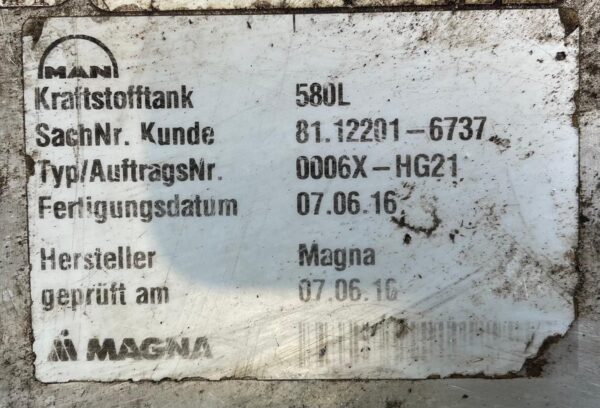 MAN
Kraftstofftank 580L
SachNr. Kunde 81.12201-6737
Typ/AuftragsNr. 0006X-HG21
Fertigungsdatum 07.06.16
Hersteller Magna
geprüft am 07.06.16
MAGNA